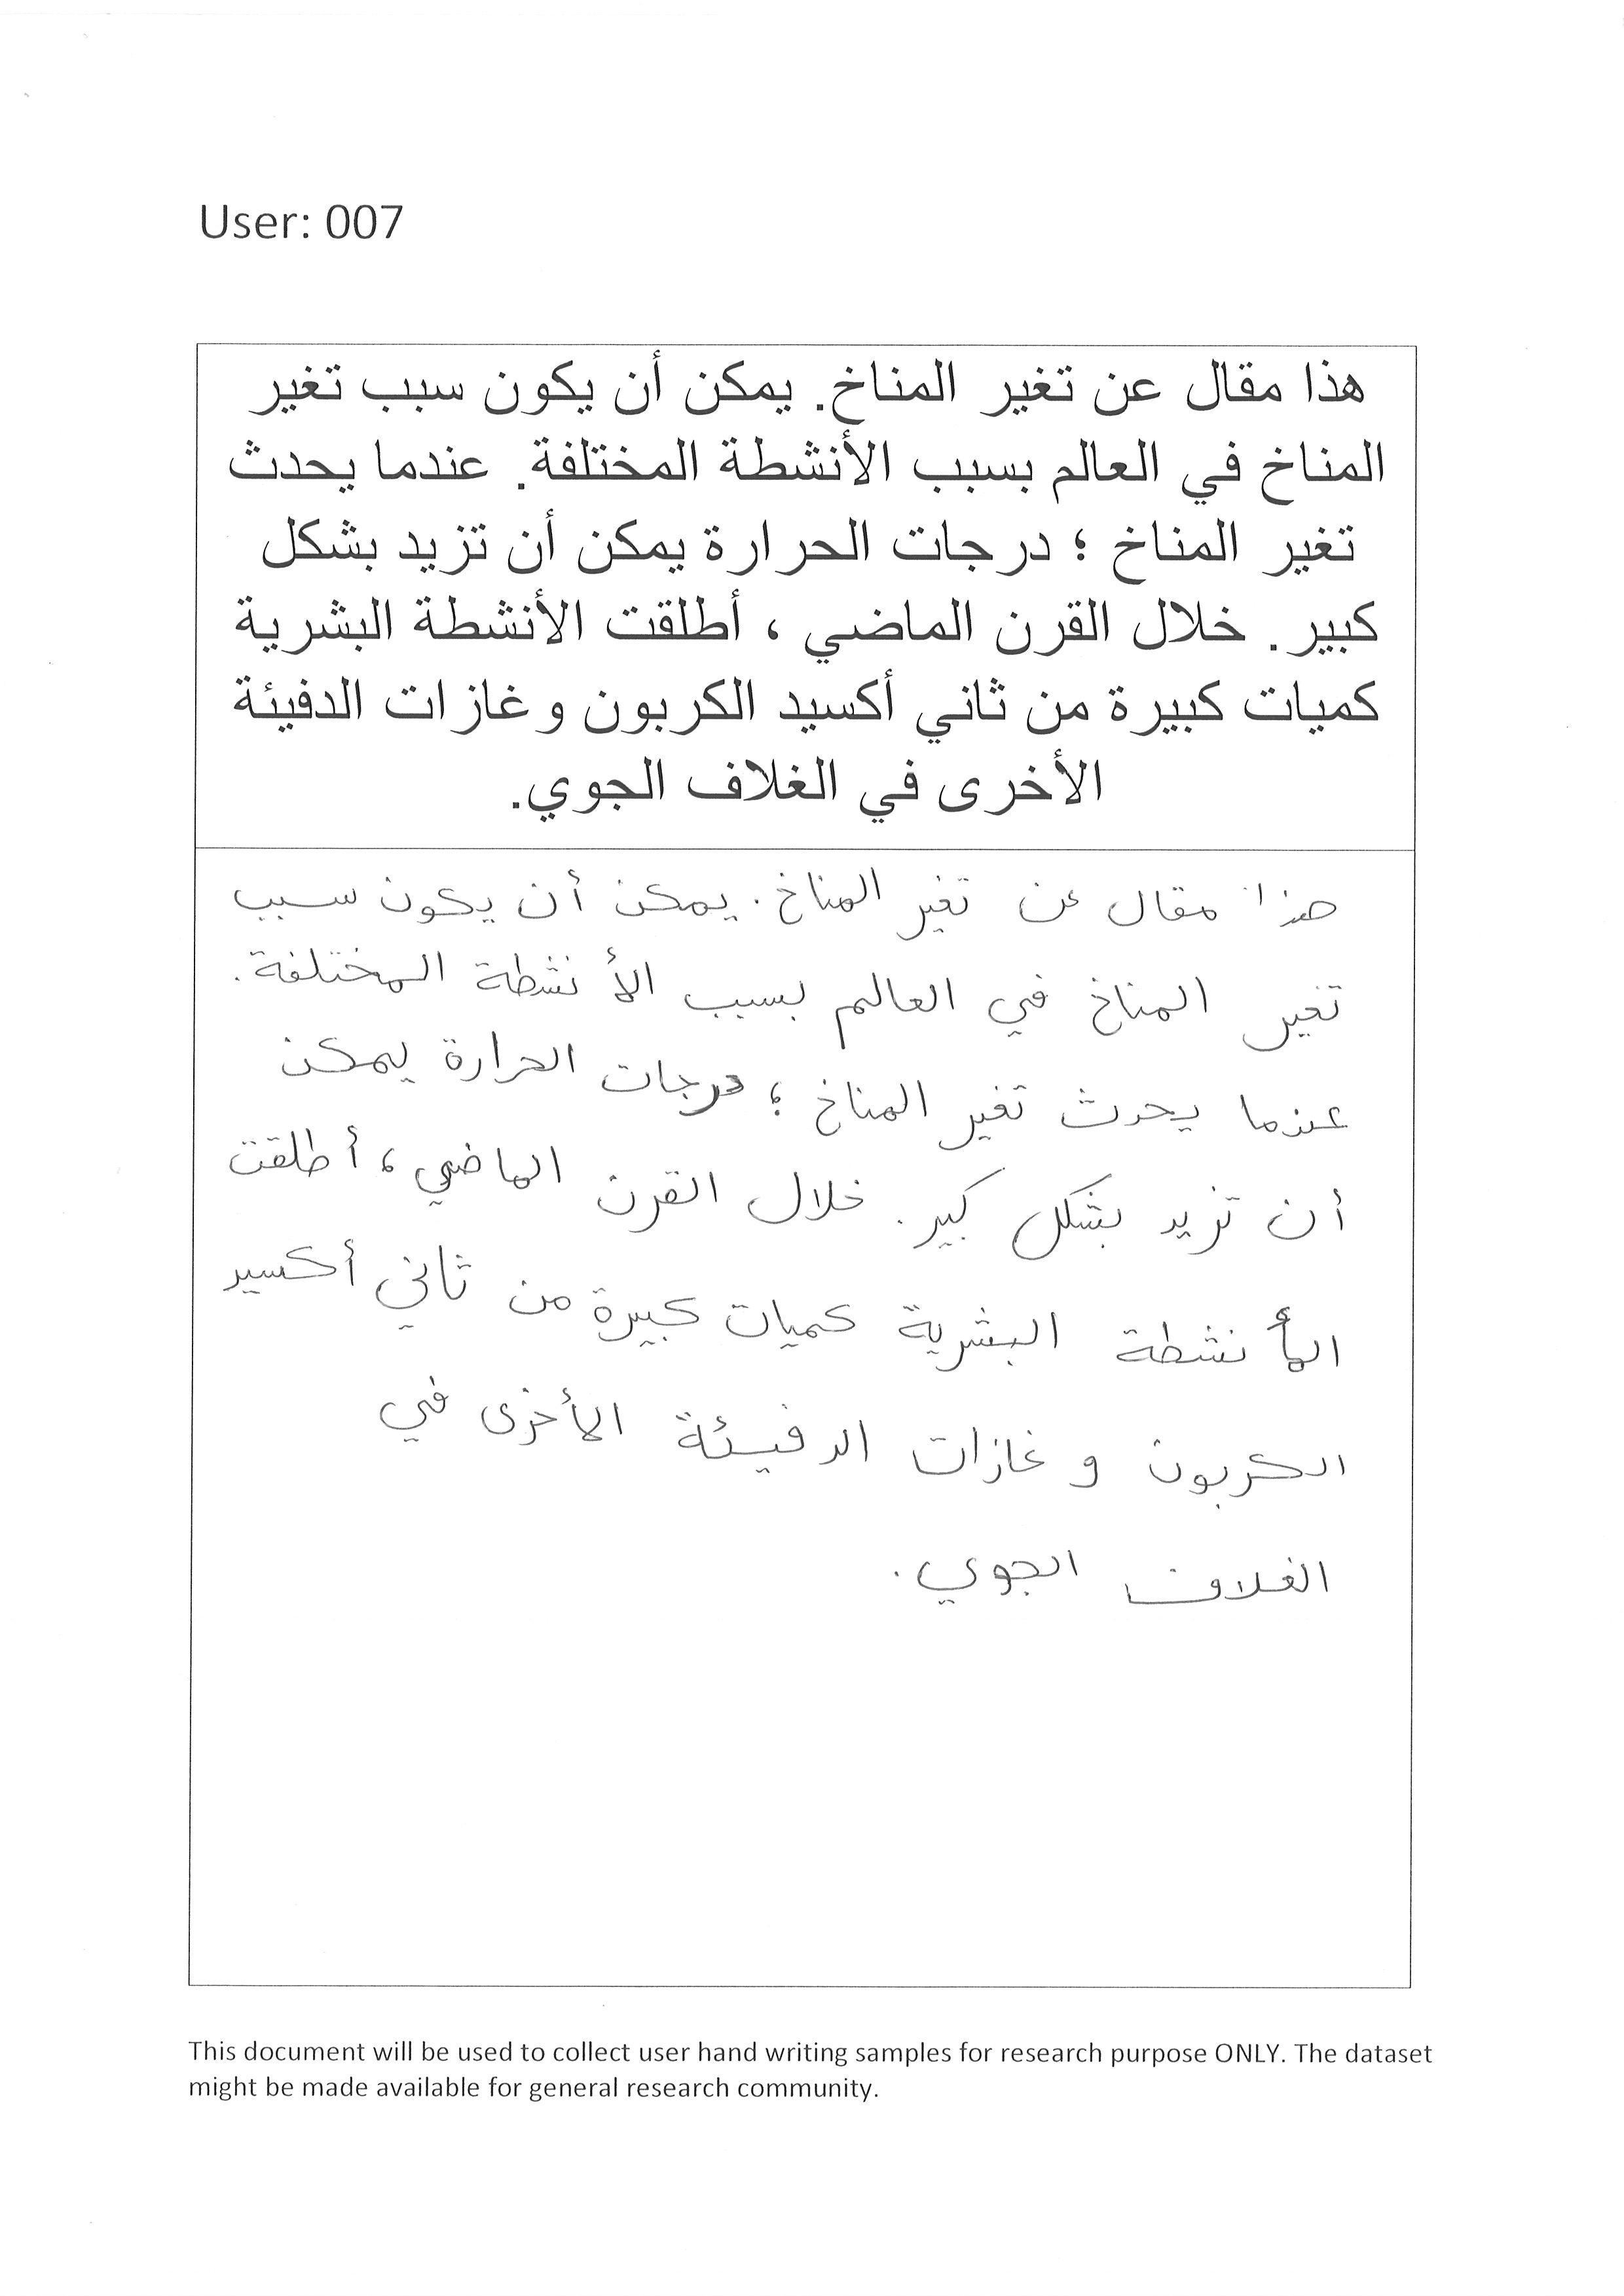 User: 007
هذا مقال عن تغير المناخ. يمكن أن يكون سبب تغير
المناخ في العالم بسبب الأنشطة المختلفة. عندما يحدث
تغير المناخ ؛ درجات الحرارة يمكن أن تزيد بشكل
كبير. خلال القرن الماضي ، أطلقت الأنشطة البشرية
كميات كبيرة من ثاني أكسيد الكربون وغازات الدفيئة
الأخرى في الغلاف الجوي.
هذا مقال عن تغير المناخ. يمكن أن يكون سبب
تغير المناخ في العالم بسبب الأنشطة المختلفة.
عندما يحدث تغير المناخ ؛ درجات الحرارة يمكن
أن تزيد بشكل كبير. خلال القرن الماضي ، أطلقت
الأنشطة البشرية كميات كبيرة من ثاني أكسيد
الكربون و غازات الدفيئة الأخرى في
الغلاف الجوي.
This document will be used to collect user hand writing samples for research purpose ONLY. The dataset
might be made available for general research community.